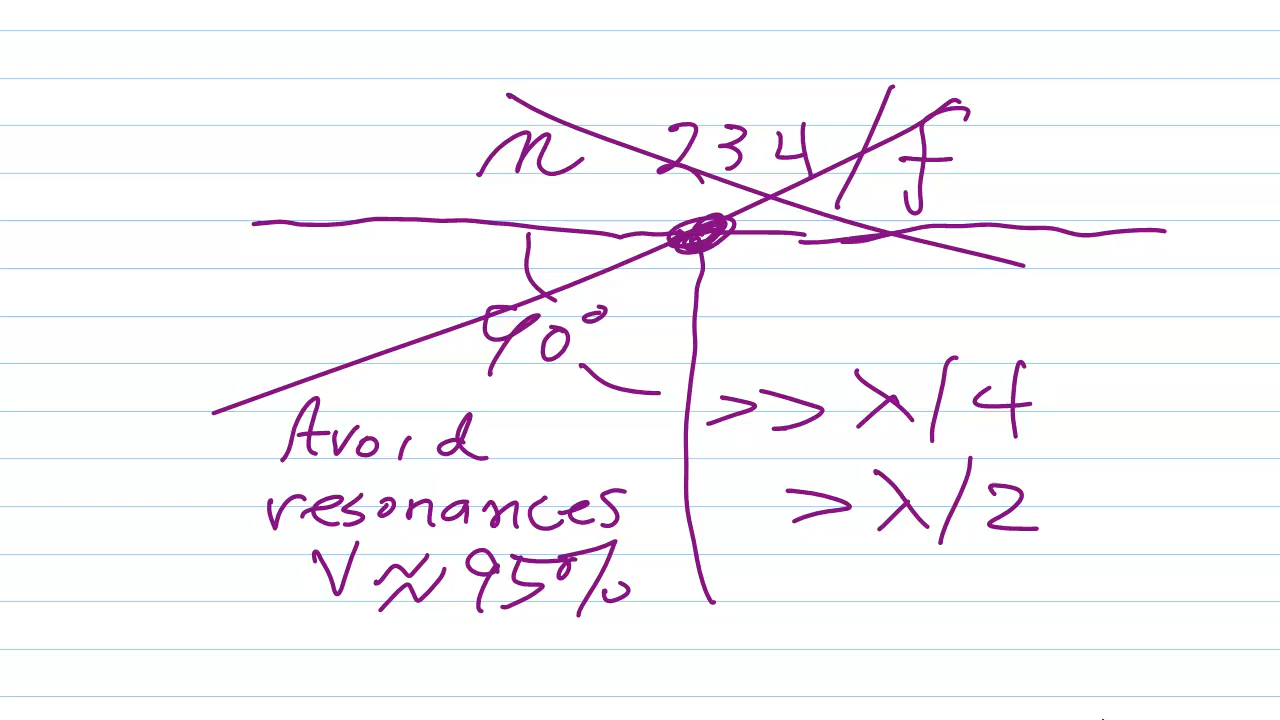 n 234/f
90°
>> λ/4
> λ/2
Avoid
resonances
V ≈ 95%